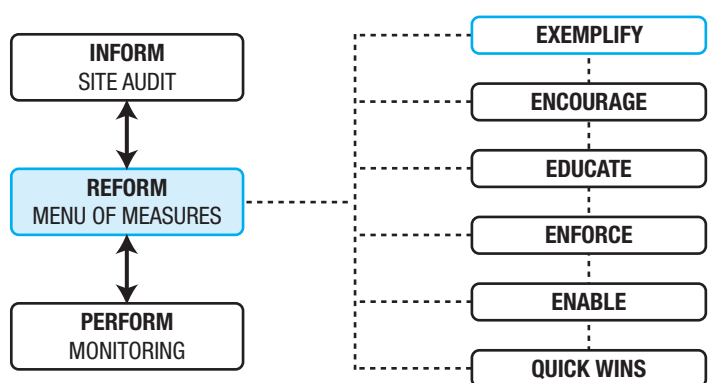 INFORM
SITE AUDIT
REFORM
MENU OF MEASURES
PERFORM
MONITORING
EXEMPLIFY
ENCOURAGE
EDUCATE
ENFORCE
ENABLE
QUICK WINS